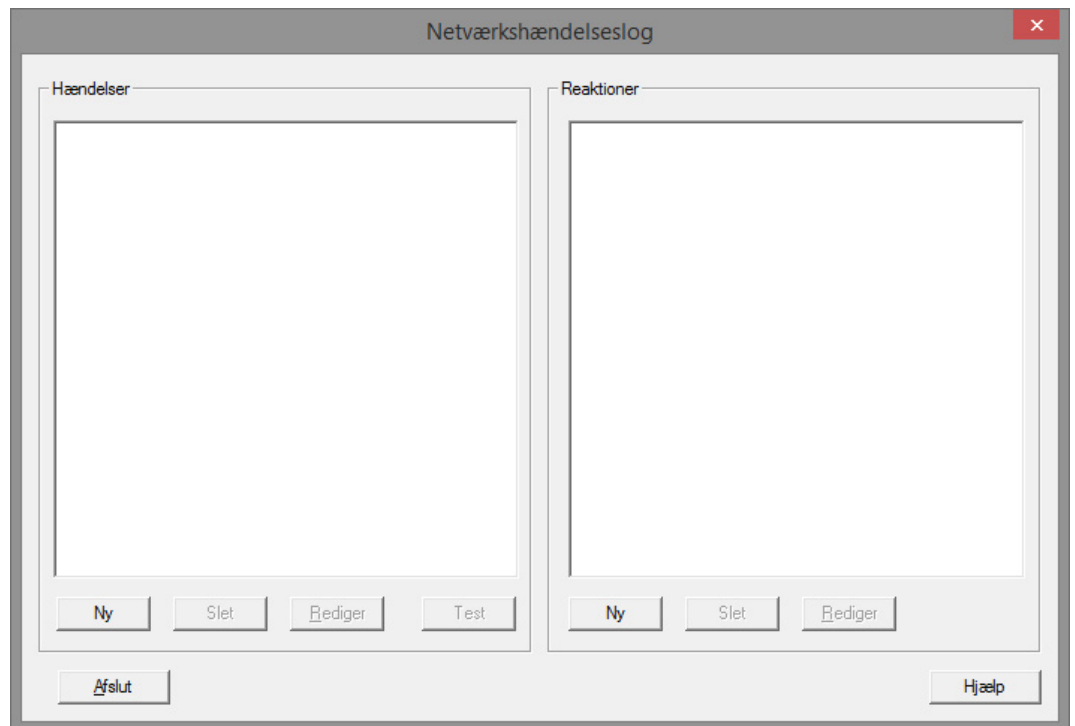 Netværkshændelseslog
Hændelser
Reaktioner
Ny Slet Rediger Test
Ny Slet Rediger
Afslut
Hjælp